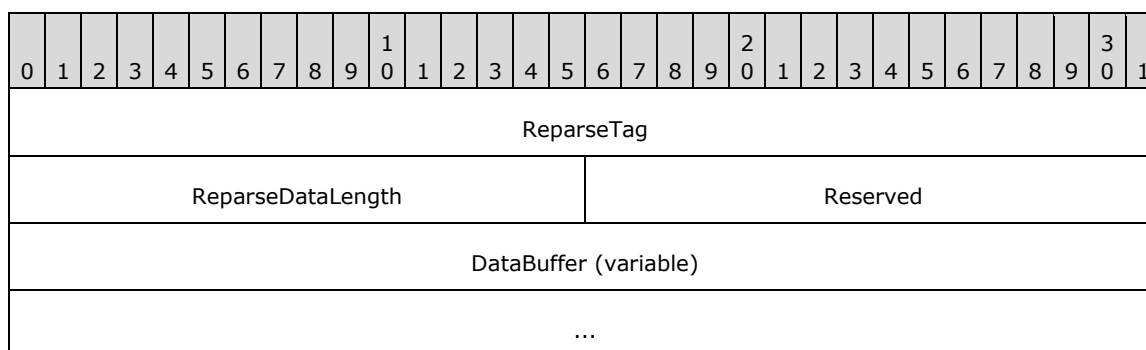 1 2 3
0 1 2 3 4 5 6 7 8 9 0 1 2 3 4 5 6 7 8 9 0 1 2 3 4 5 6 7 8 9 0 1
ReparseTag
ReparseDataLength Reserved
DataBuffer (variable)
...